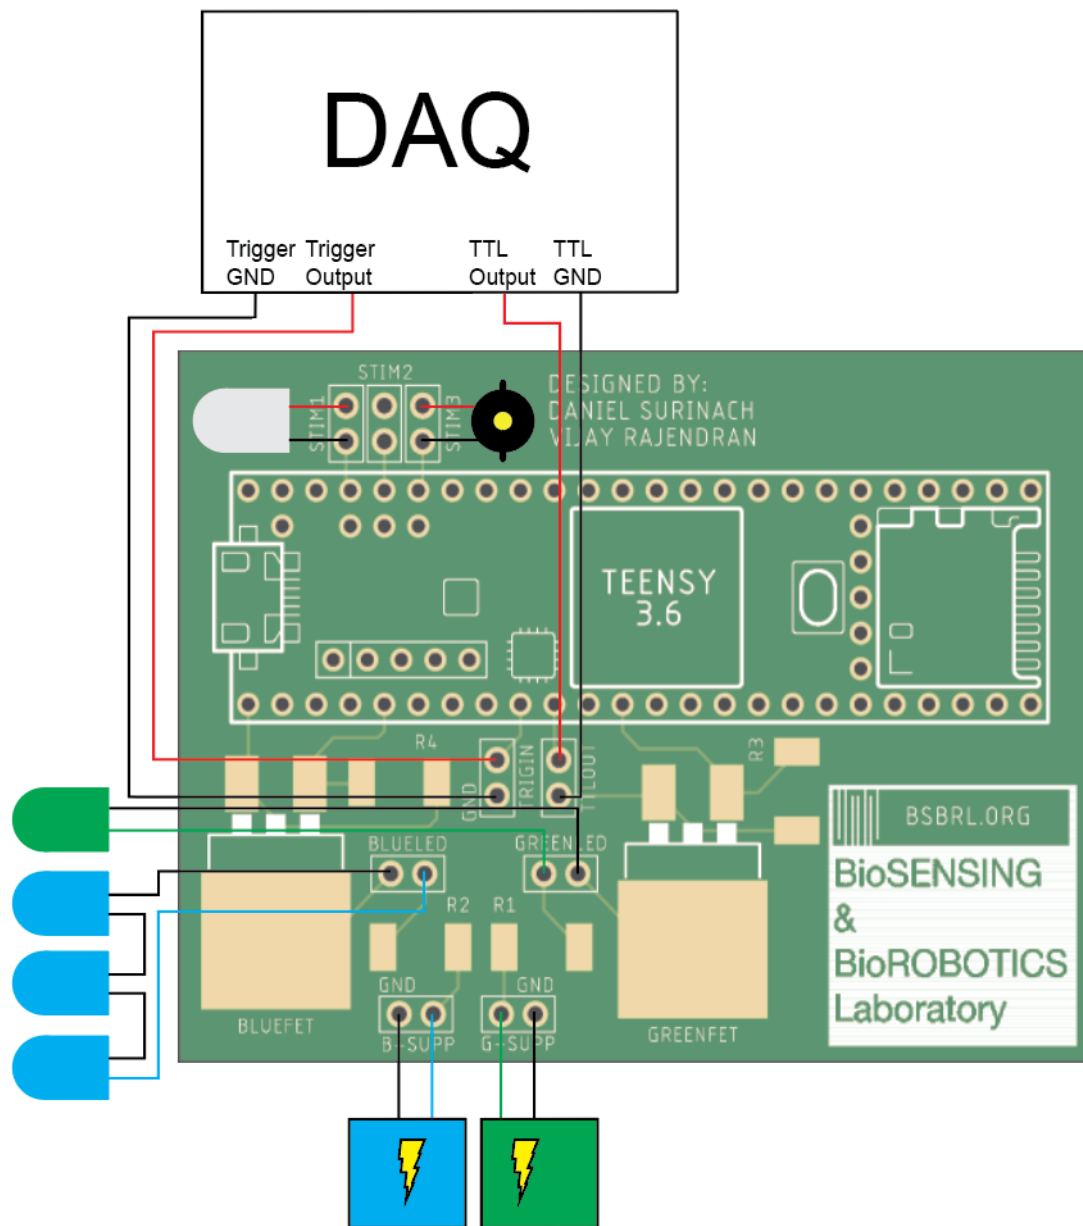 DAQ
Trigger GND
Trigger Output
TTL Output
TTL GND
STIM2
STIM1
STIM3
DESIGNED BY:
DANIEL SURINACH
VIJAY RAJENDRAN
TEENSY
3.6
R4
GND
TRIGIN
TTLOUT
R3
BSBRL.ORG
BioSENSING
&
BioROBOTICS
Laboratory
BLUELED
GREENLED
R2
R1
GND
GND
BLUEFET
B-SUPP
G-SUPP
GREENFET